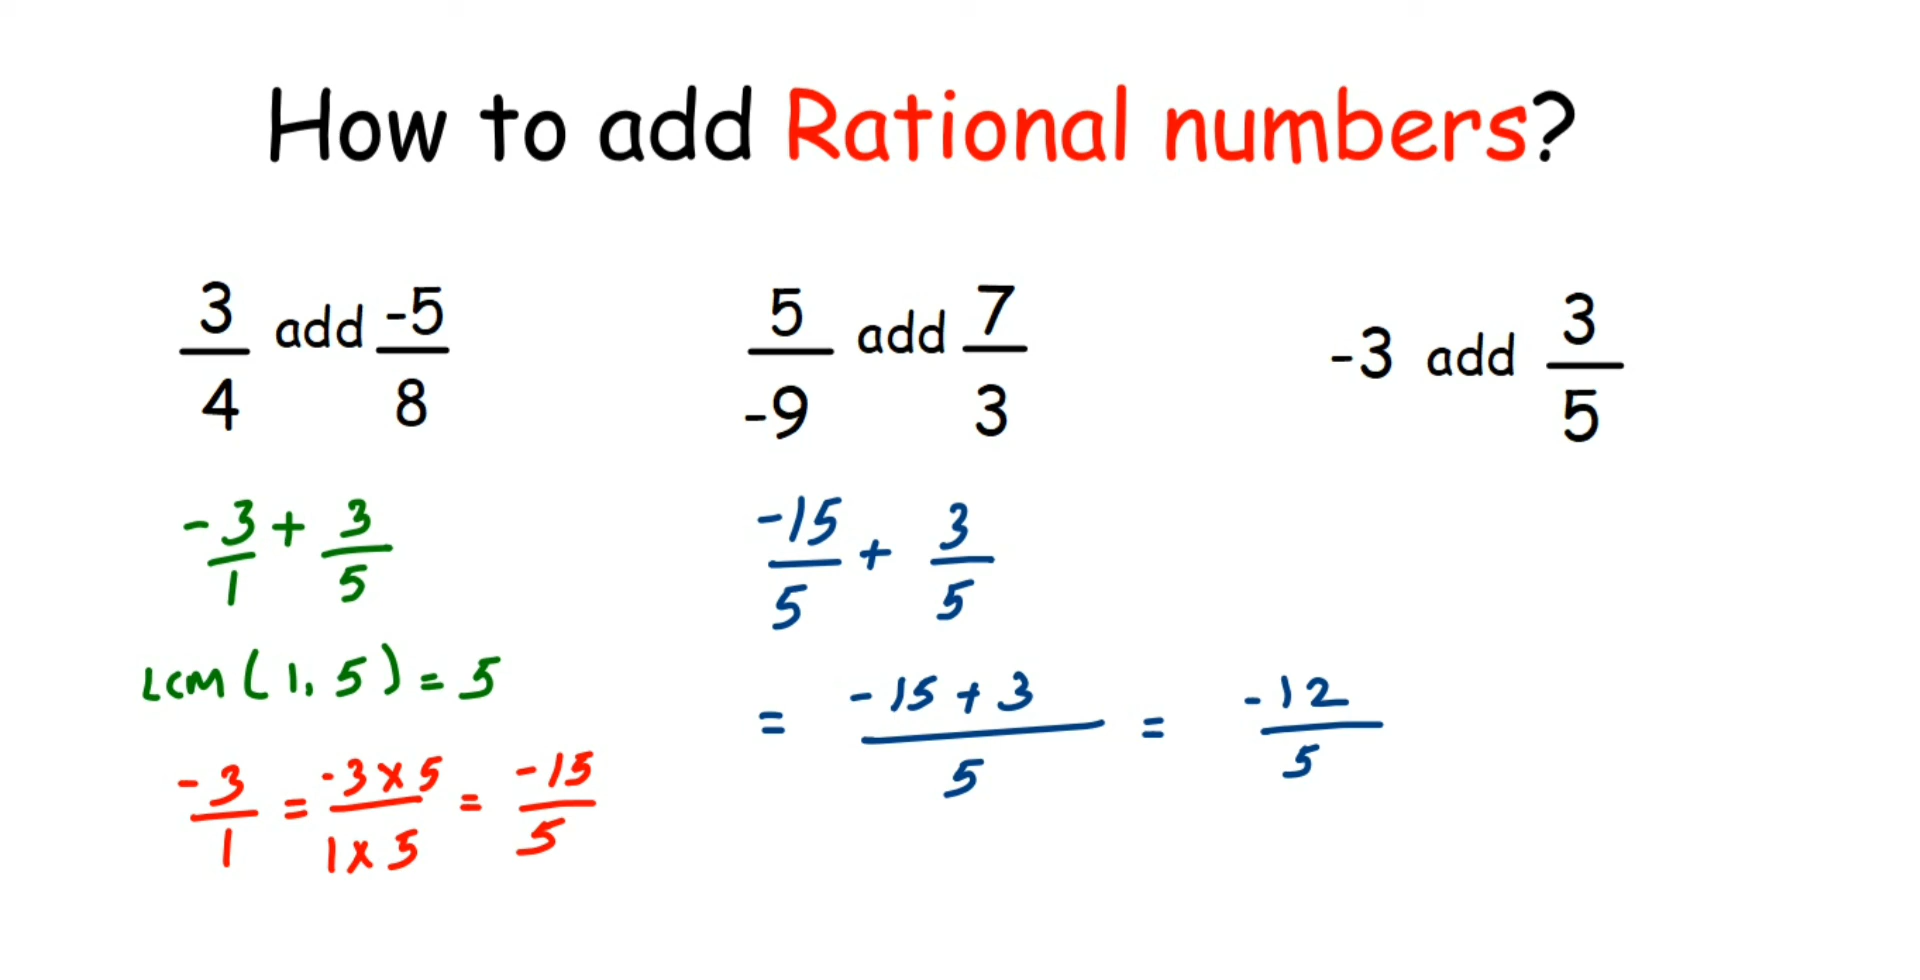 How to add Rational numbers?
3/4 add -5/8
5/-9 add 7/3
-3 add 3/5
-3/1 + 3/5
LCM (1, 5) = 5
-3/1 = -3 x 5/1 x 5 = -15/5
-15/5 + 3/5
= -15 + 3/5 = -12/5